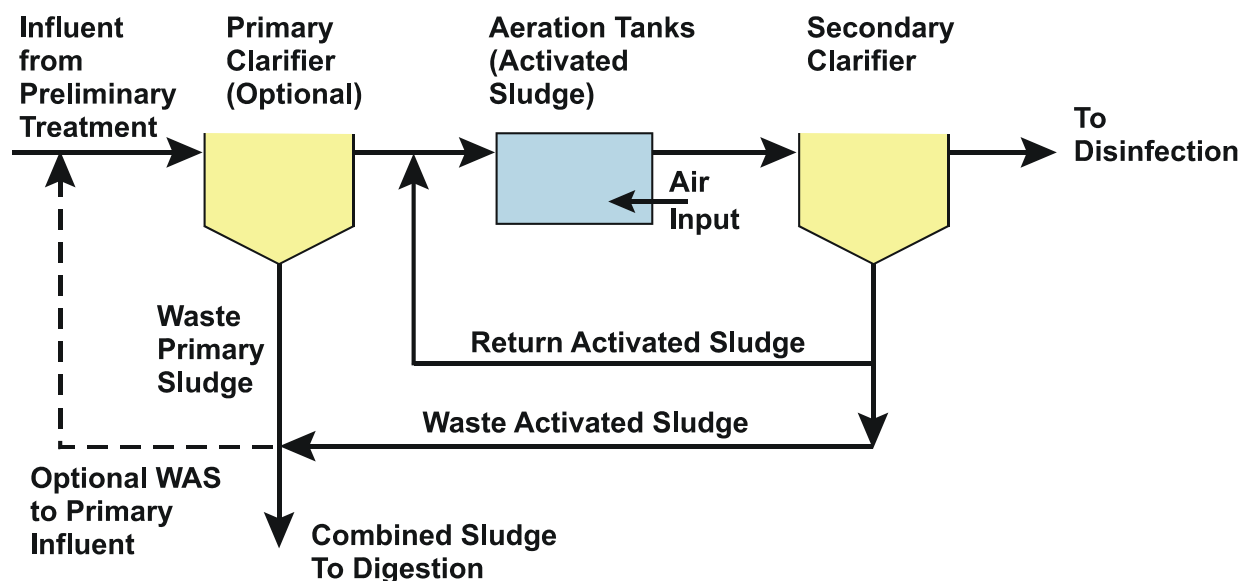 Influent
from
Preliminary
Treatment
Primary
Clarifier
(Optional)
Aeration Tanks
(Activated
Sludge)
Secondary
Clarifier
To
Disinfection
Air
Input
Waste
Primary
Sludge
Return Activated Sludge
Waste Activated Sludge
Optional WAS
to Primary
Influent
Combined Sludge
To Digestion